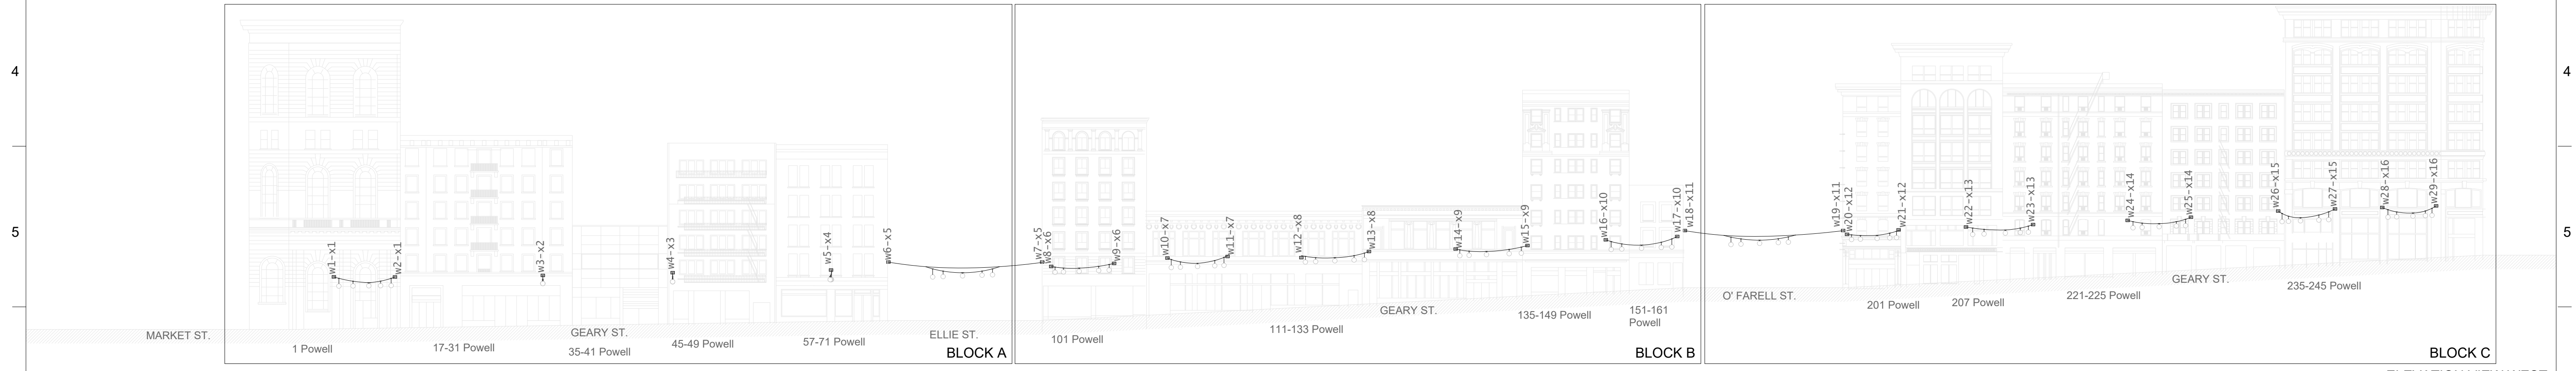 4
5
w1-x1
w2-x1
w3-x2
w4-x3
w5-x4
w6-x5
w7-x5
w8-x6
w9-x6
w10-x7
w11-x7
w12-x8
w13-x8
w14-x9
w15-x9
w16-x10
w17-x10
w18-x11
w19-x11
w20-x12
w21-x12
w22-x13
w23-x13
w24-x14
w25-x14
w26-x15
w27-x15
w28-x16
w29-x16
4
5
MARKET ST.
1 Powell
17-31 Powell
GEARY ST.
35-41 Powell
45-49 Powell
57-71 Powell
ELLIE ST.
BLOCK A
101 Powell
111-133 Powell
GEARY ST.
135-149 Powell
151-161
Powell
BLOCK B
O' FARELL ST.
201 Powell
207 Powell
221-225 Powell
GEARY ST.
235-245 Powell
BLOCK C